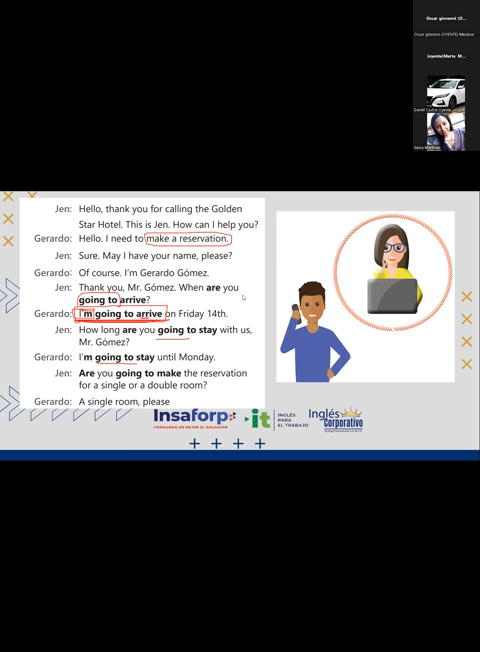 Oscar giovanni (O...
Oscar giovanni (OYENTE) Menjivar
(oyente)Marta M...
Daniel Castro Oyente
Jen: Hello, thank you for calling the Golden
Star Hotel. This is Jen. How can I help you?
Gerardo: Hello. I need to make a reservation.
Jen: Sure. May I have your name, please?
Gerardo: Of course. I'm Gerardo Gómez.
Jen: Thank you, Mr. Gómez. When are you
going to arrive?
Gerardo: I'm going to arrive on Friday 14th.
Jen: How long are you going to stay with us,
Mr. Gómez?
Gerardo: I'm going to stay until Monday.
Jen: Are you going to make the reservation
for a single or a double room?
Gerardo: A single room, please
Insaforp
FORMANDO UN MEJOR EL SALVADOR
it
INGLÉS
PARA
EL TRABAJO
Inglés
Corporativo